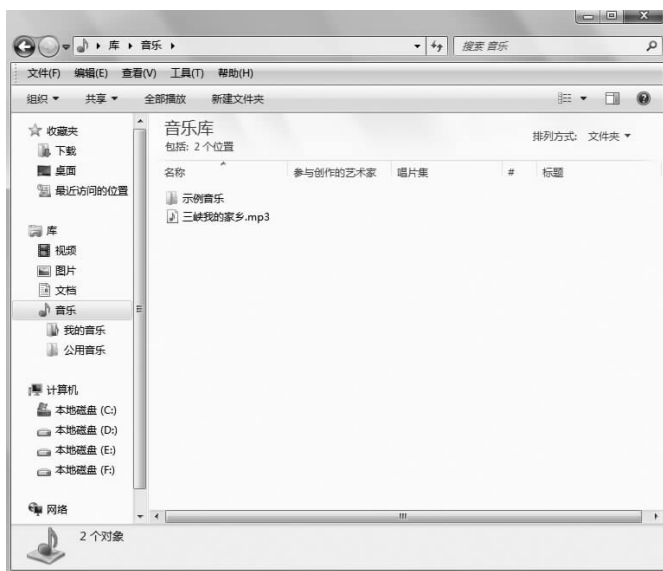 库 音乐
搜索 音乐
文件(F) 编辑(E) 查看(V) 工具(T) 帮助(H)
组织 共享 全部播放 新建文件夹
收藏夹
下载
桌面
最近访问的位置
库
视频
图片
文档
音乐
我的音乐
公用音乐
计算机
本地磁盘 (C:)
本地磁盘 (D:)
本地磁盘 (E:)
本地磁盘 (F:)
网络
音乐库
包括: 2 个位置
排列方式: 文件夹
名称 参与创作的艺术家 唱片集 # 标题
示例音乐
三峡我的家乡.mp3
2 个对象